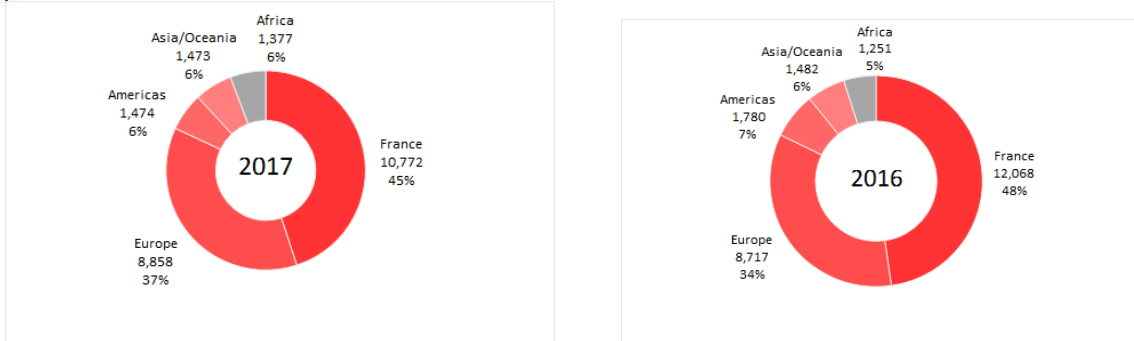 Africa
1,377
6%
Asia/Oceania
1,473
6%
Americas
1,474
6%
France
10,772
45%
2017
Europe
8,858
37%
Africa
1,251
5%
Asia/Oceania
1,482
6%
Americas
1,780
7%
France
12,068
48%
2016
Europe
8,717
34%